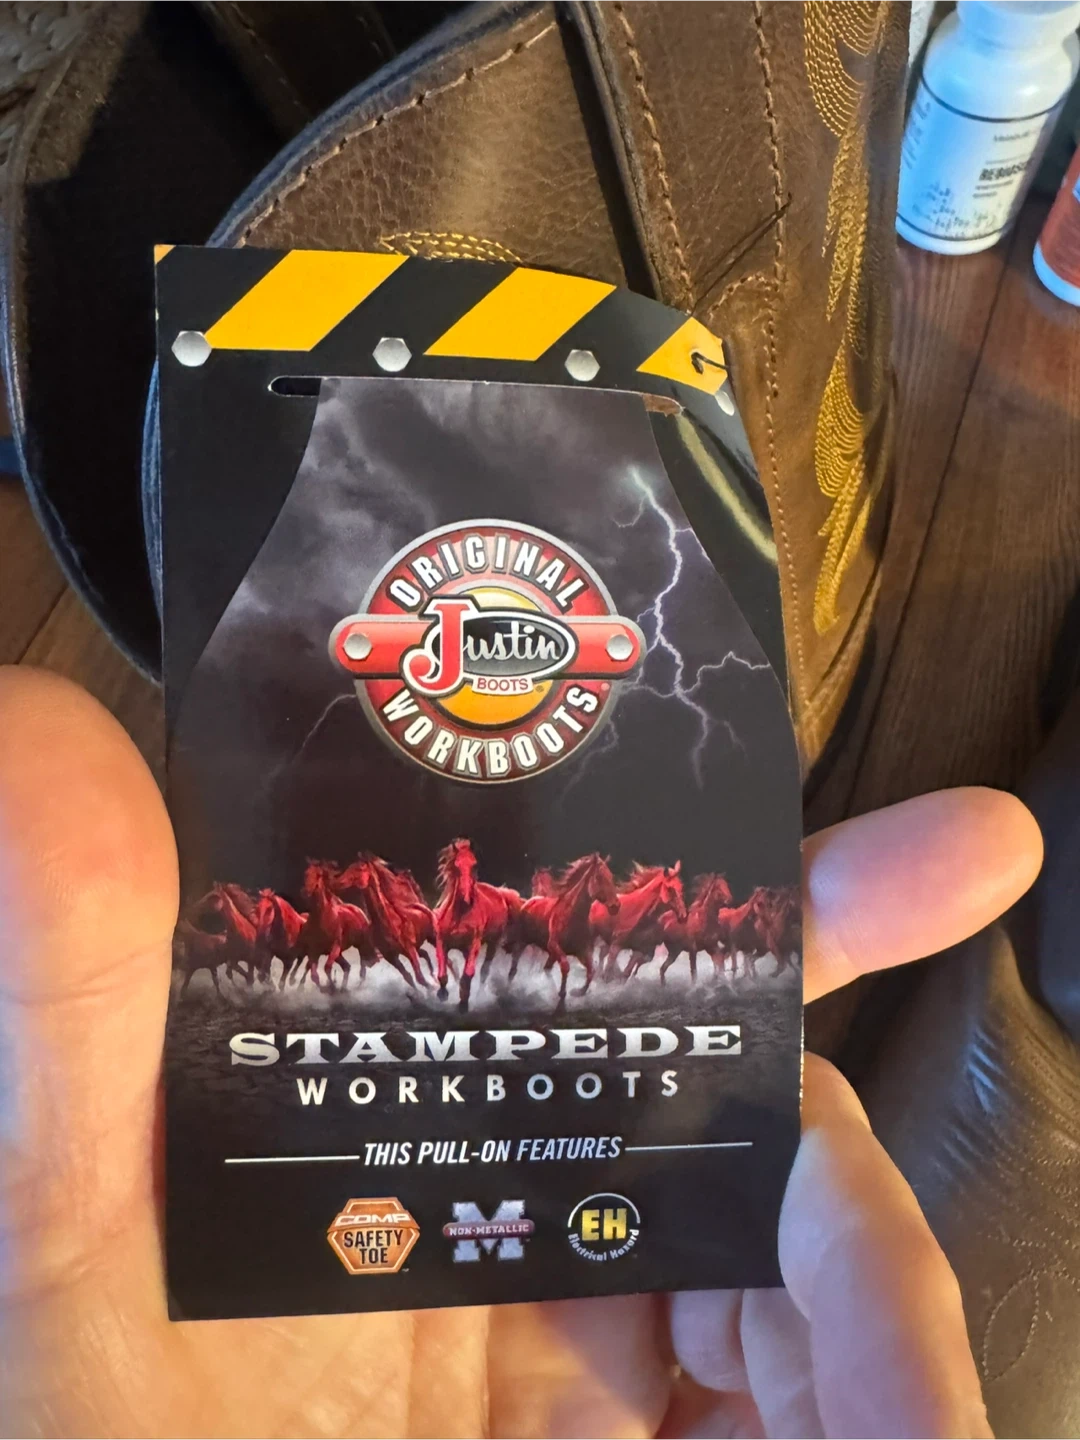 ORIGINAL
Justin
BOOTS
WORKBOOTS
STAMPEDE
WORKBOOTS
THIS PULL-ON FEATURES
COMP
SAFETY
TOE
NON-METALLIC
M
EH
Electrical Hazard